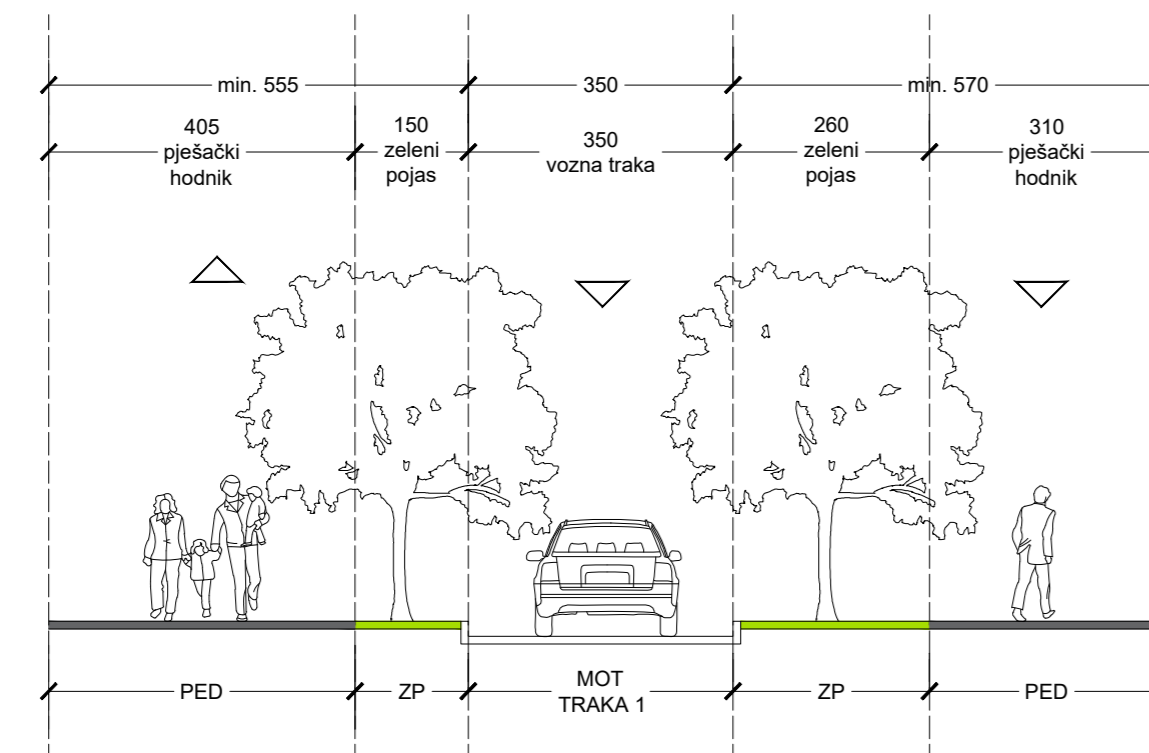 min. 555
350
min. 570
405
pješački
hodnik
150
zeleni
pojas
350
vozna traka
260
zeleni
pojas
310
pješački
hodnik
PED
ZP
MOT
TRAKA 1
ZP
PED